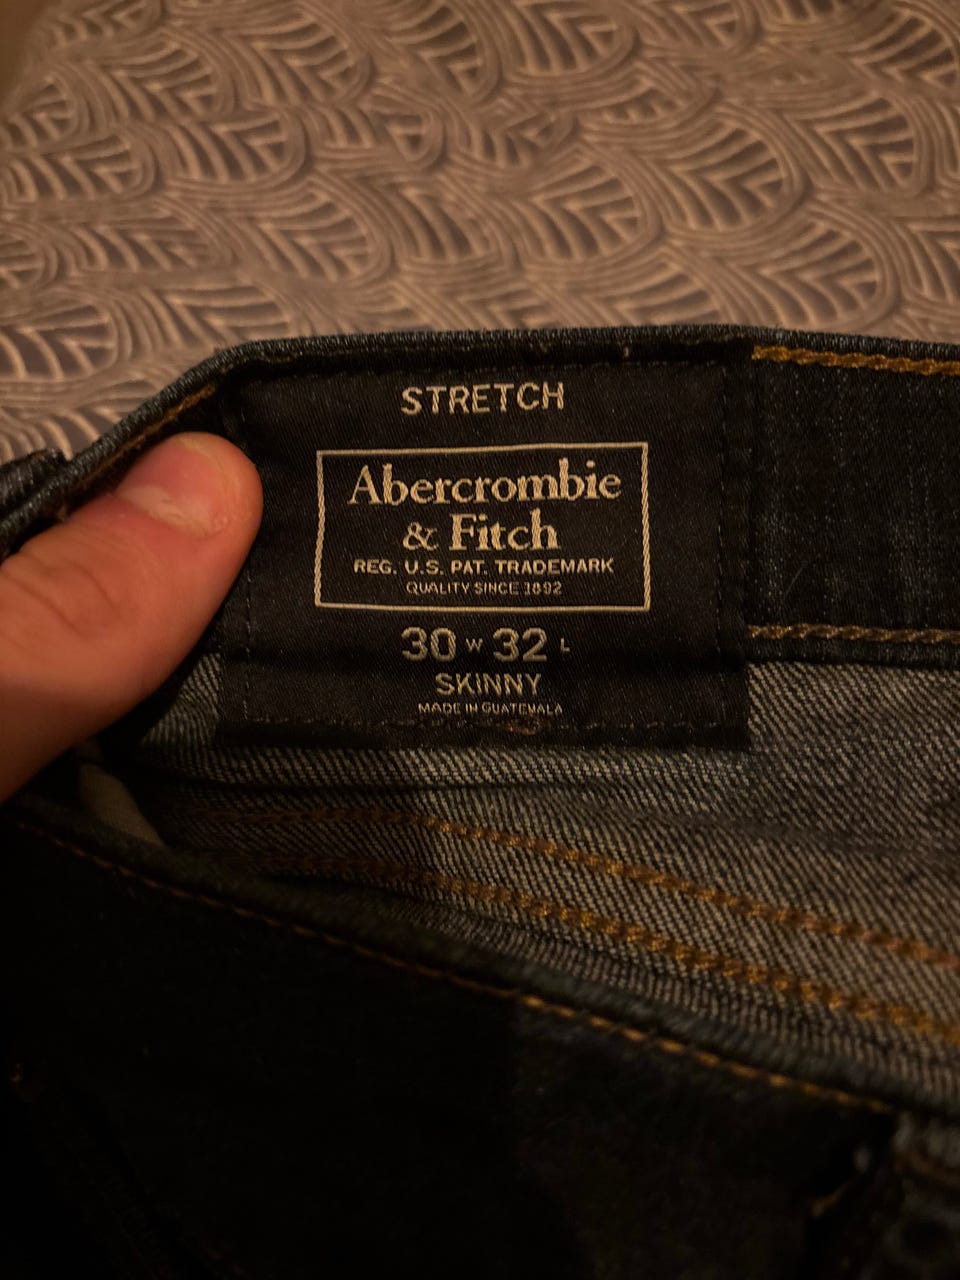 STRETCH
Abercrombie
& Fitch
REG. U.S. PAT. TRADEMARK
QUALITY SINCE 1892
30 W 32 L
SKINNY
MADE IN GUATEMALA